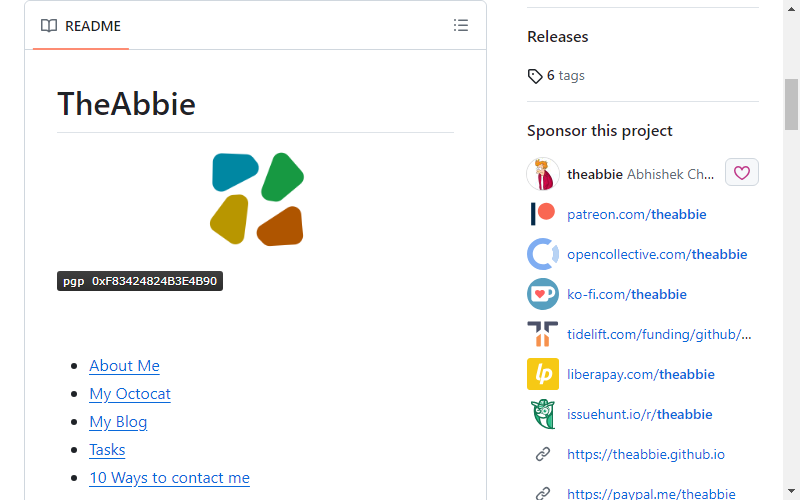 README
TheAbbie
pgp 0xF83424824B3E4B90
About Me
My Octocat
My Blog
Tasks
10 Ways to contact me
Releases
6 tags
Sponsor this project
theabbie Abhishek Ch...
patreon.com/theabbie
opencollective.com/theabbie
ko-fi.com/theabbie
tidelift.com/funding/github/...
lp liberapay.com/theabbie
issuehunt.io/r/theabbie
https://theabbie.github.io
https://paypal.me/theabbie